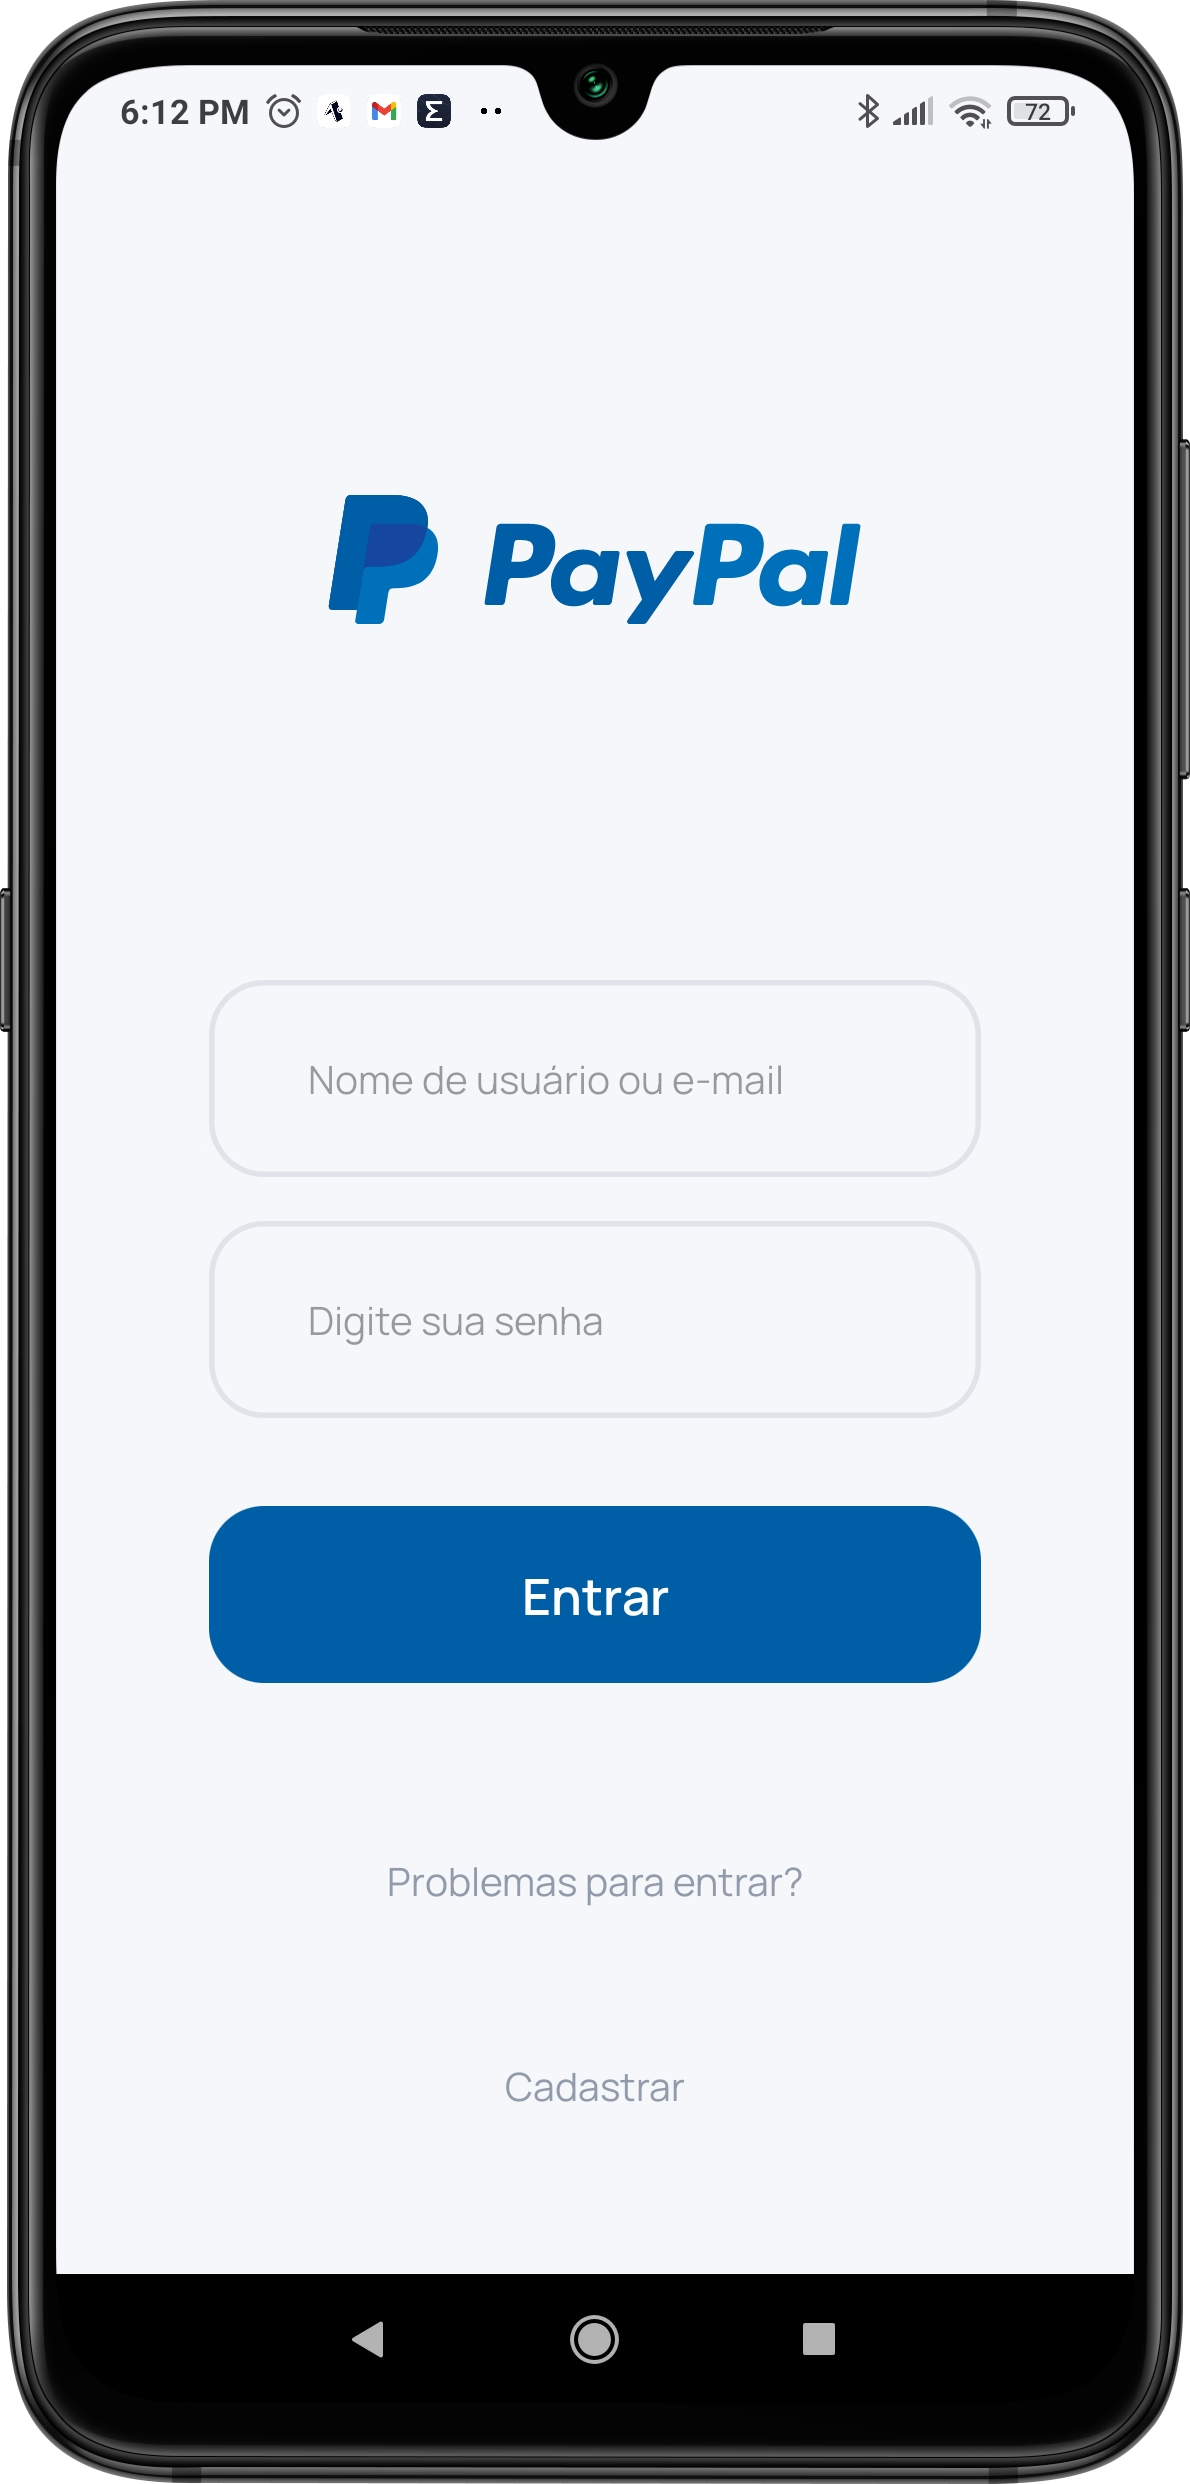 6:12 PM
72
PayPal
Nome de usuário ou e-mail
Digite sua senha
Entrar
Problemas para entrar?
Cadastrar